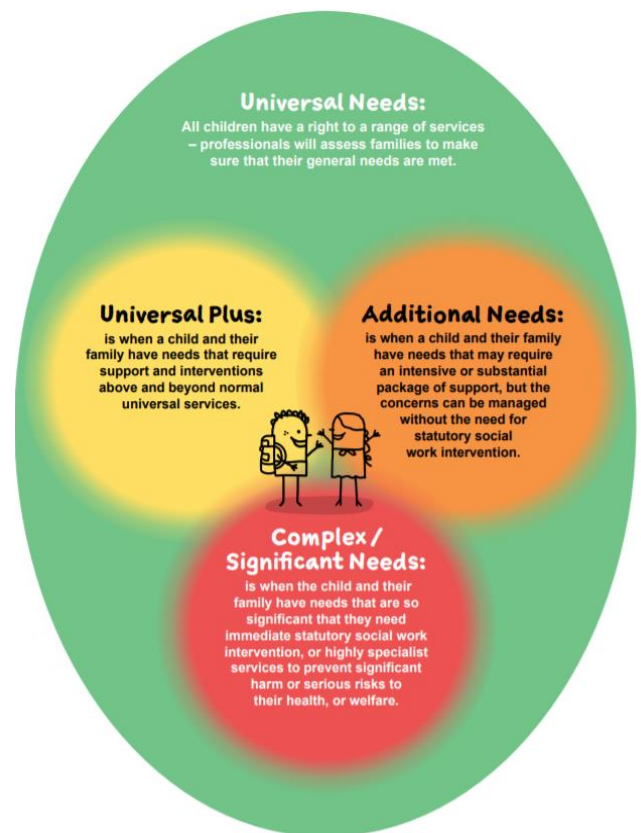 Universal Needs:
All children have a right to a range of services
– professionals will assess families to make
sure that their general needs are met.
Universal Plus:
is when a child and their
family have needs that require
support and interventions
above and beyond normal
universal services.
Additional Needs:
is when a child and their family
have needs that may require
an intensive or substantial
package of support, but the
concerns can be managed
without the need for
statutory social
work intervention.
Complex/
Significant Needs:
is when the child and their
family have needs that are so
significant that they need
immediate statutory social work
intervention, or highly specialist
services to prevent significant
harm or serious risks to
their health, or welfare.